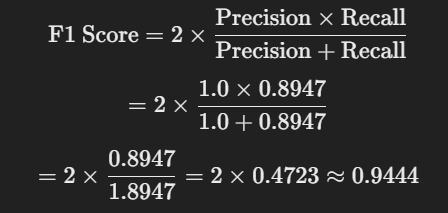 F1 Score = 2 × Precision × Recall / Precision + Recall
= 2 × 1.0 × 0.8947 / 1.0 + 0.8947
= 2 × 0.8947 / 1.8947 = 2 × 0.4723 ≈ 0.9444